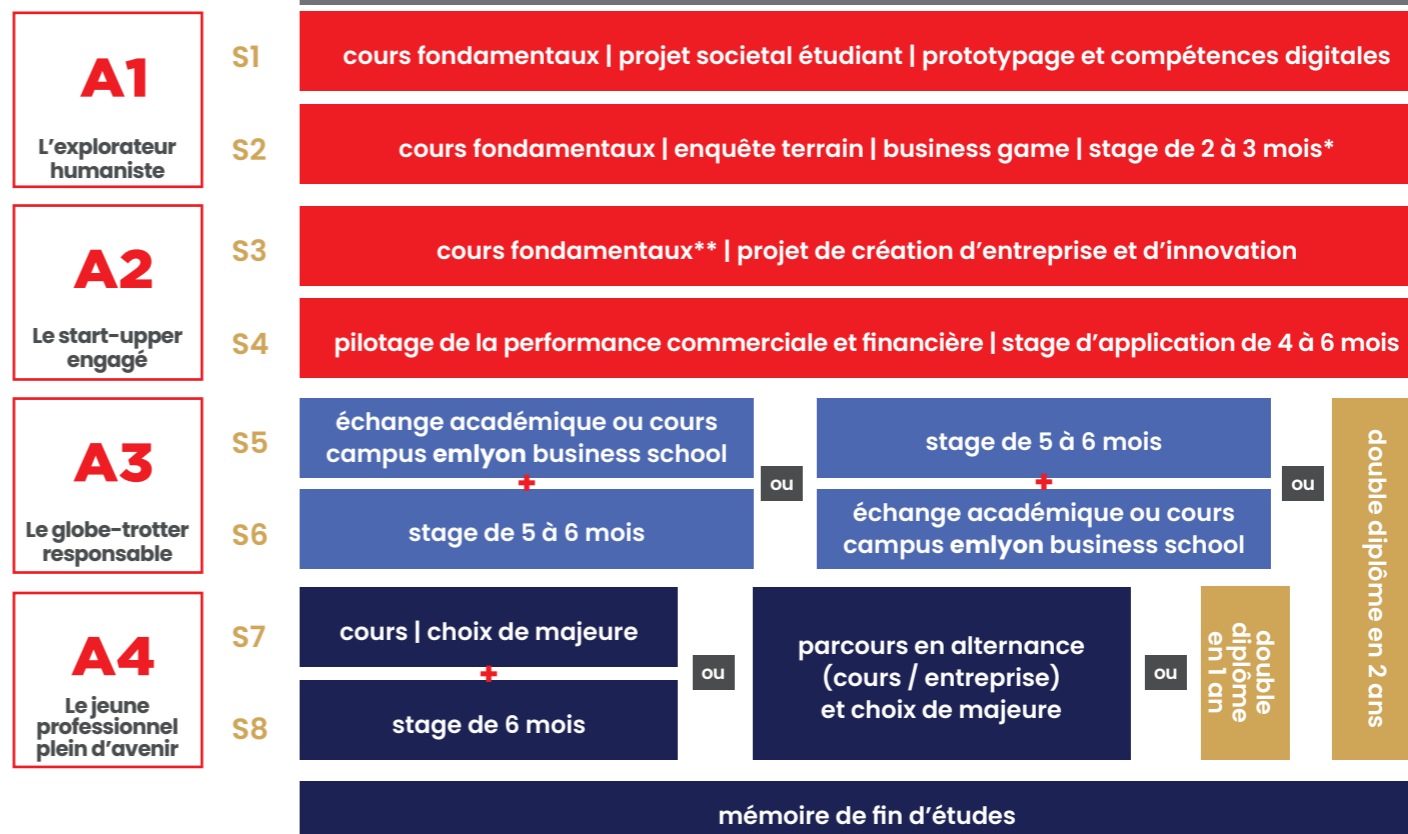 A1
L'explorateur
humaniste
S1
cours fondamentaux | projet societal étudiant | prototypage et compétences digitales
S2
cours fondamentaux | enquête terrain | business game | stage de 2 à 3 mois*
A2
Le start-upper
engagé
S3
cours fondamentaux** | projet de création d'entreprise et d'innovation
S4
pilotage de la performance commerciale et financière | stage d'application de 4 à 6 mois
A3
Le globe-trotter
responsable
S5
échange académique ou cours
campus emlyon business school
+
S6
stage de 5 à 6 mois
ou
stage de 5 à 6 mois
+
échange académique ou cours
campus emlyon business school
ou
double diplôme en 2 ans
A4
Le jeune
professionnel
plein d'avenir
S7
cours | choix de majeure
+
S8
stage de 6 mois
ou
parcours en alternance
(cours / entreprise)
et choix de majeure
ou
double
diplôme
en 1 an
mémoire de fin d'études